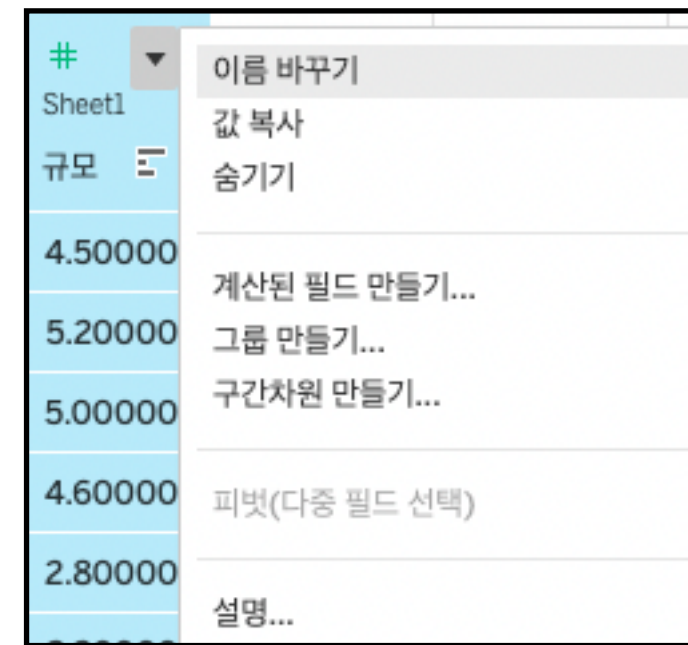 #
Sheet1
규모
4.50000
5.20000
5.00000
4.60000
2.80000
이름 바꾸기
값 복사
숨기기
계산된 필드 만들기...
그룹 만들기...
구간차원 만들기...
피벗(다중 필드 선택)
설명...